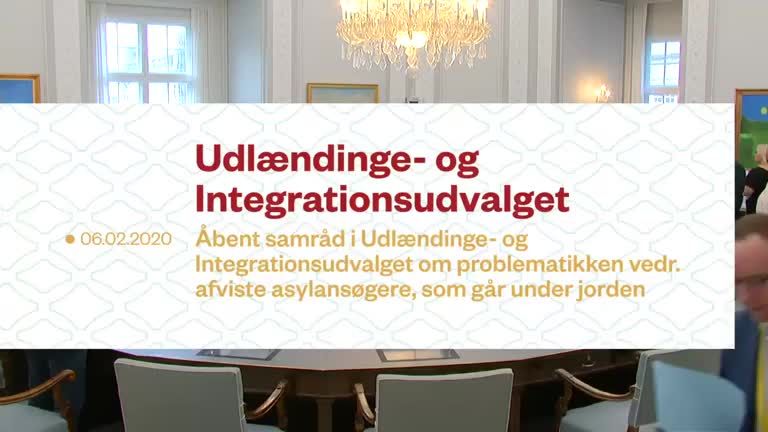 Udlændinge- og
Integrationsudvalget
06.02.2020
Åbent samråd i Udlændinge- og
Integrationsudvalget om problematikken vedr.
afviste asylansøgere, som går under jorden